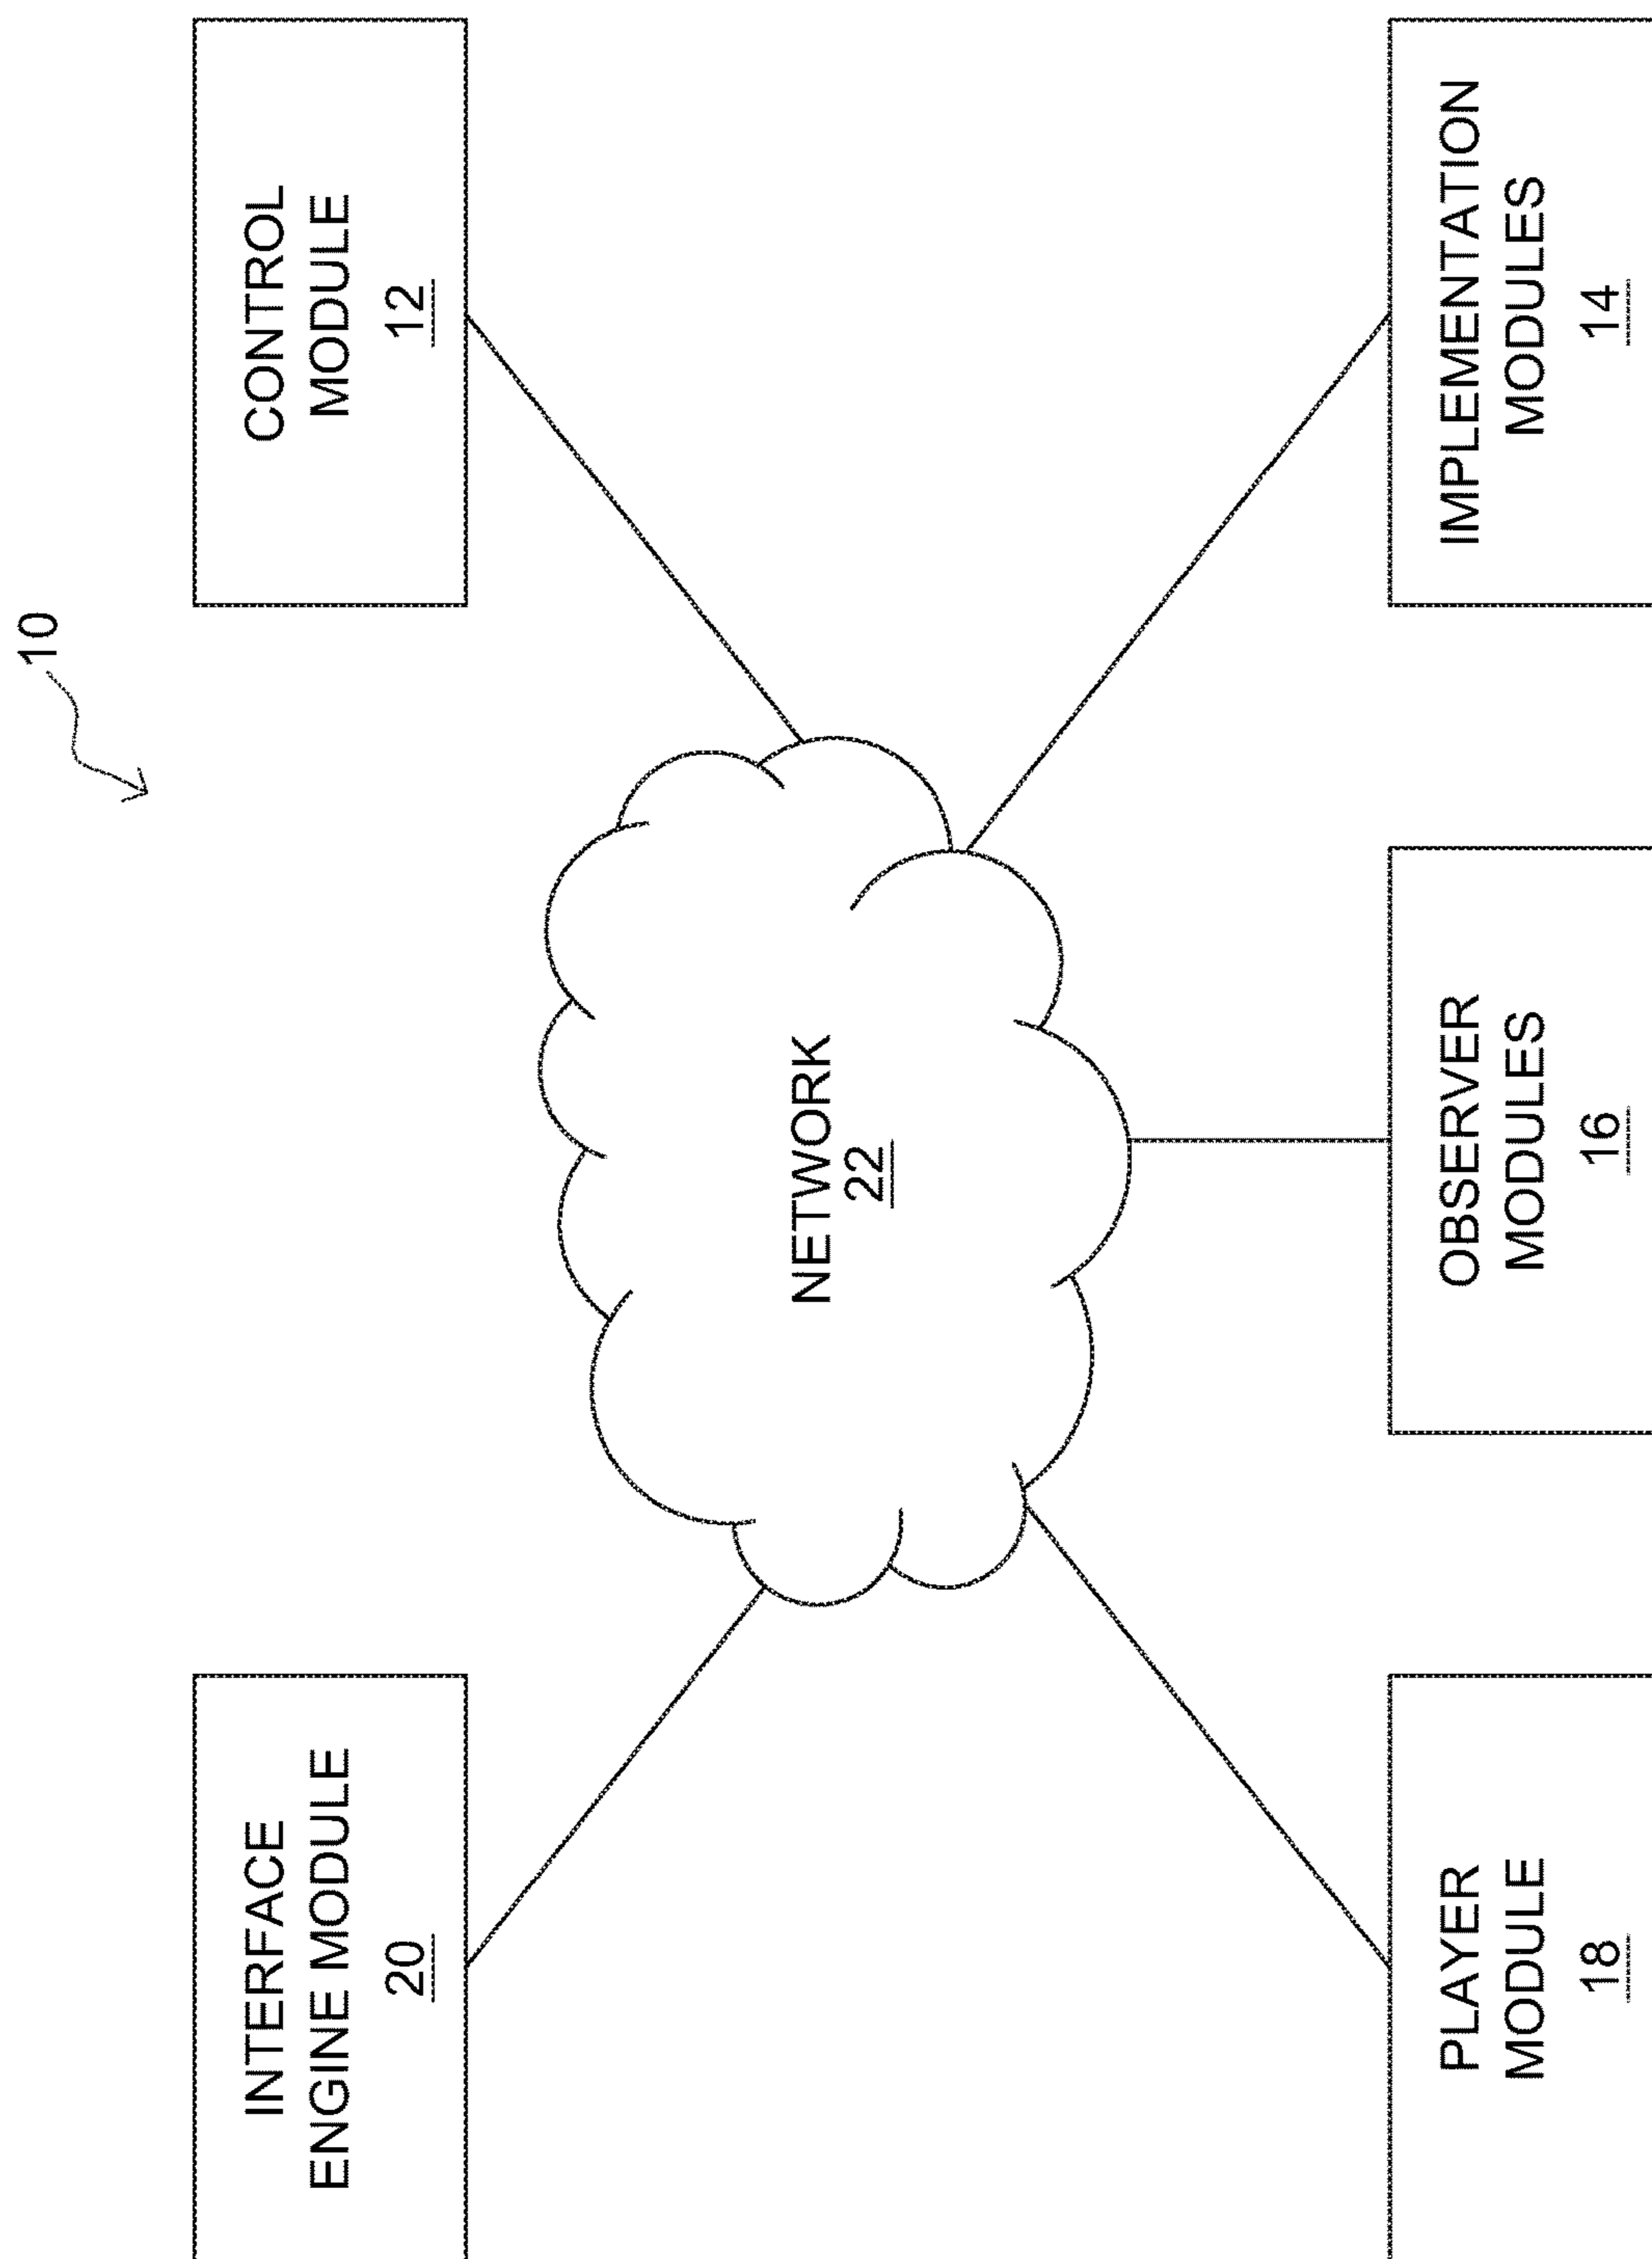 10
INTERFACE
ENGINE MODULE
20
CONTROL
MODULE
12
NETWORK
22
PLAYER
MODULE
18
OBSERVER
MODULES
16
IMPLEMENTATION
MODULES
14